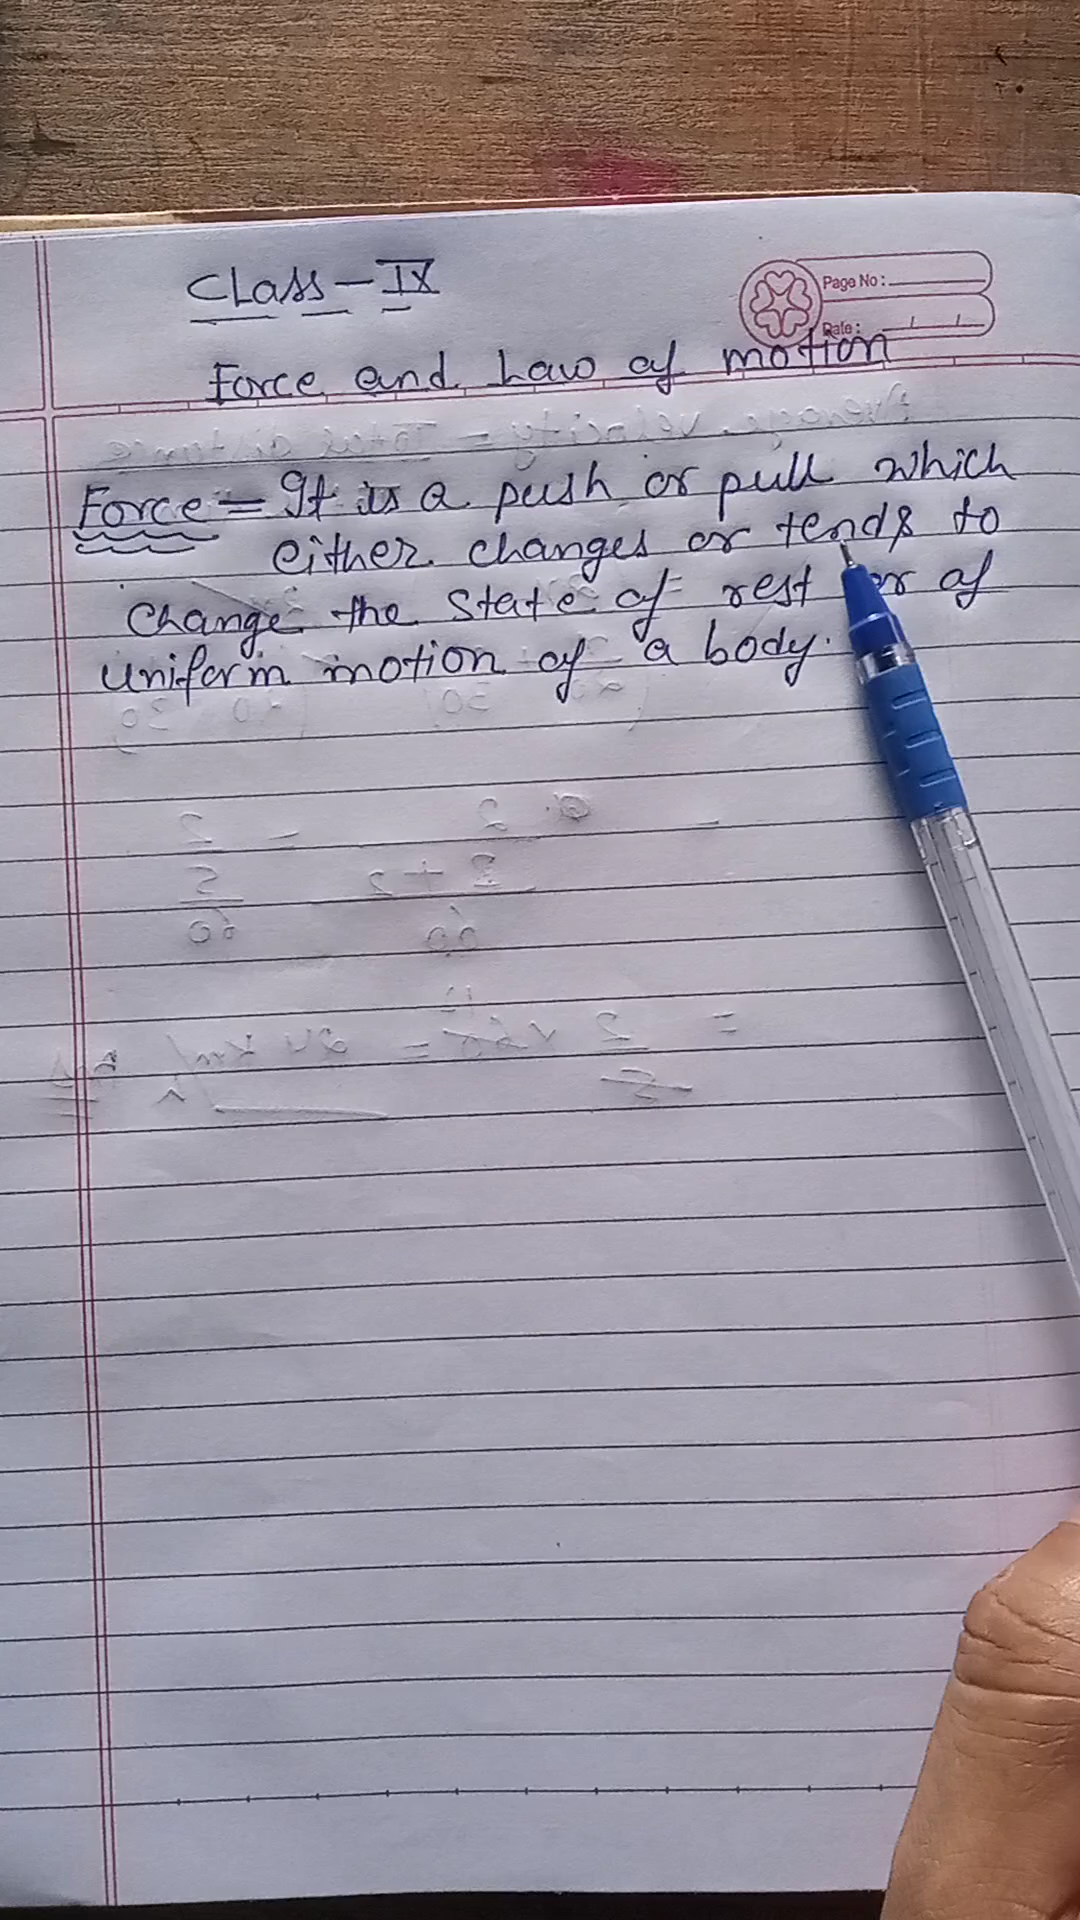 Class - IX
Page No:
Date:
Force and Law of motion
Force = It is a push or pull which
either changes or tends to
change the state of rest or of
uniform motion of a body.